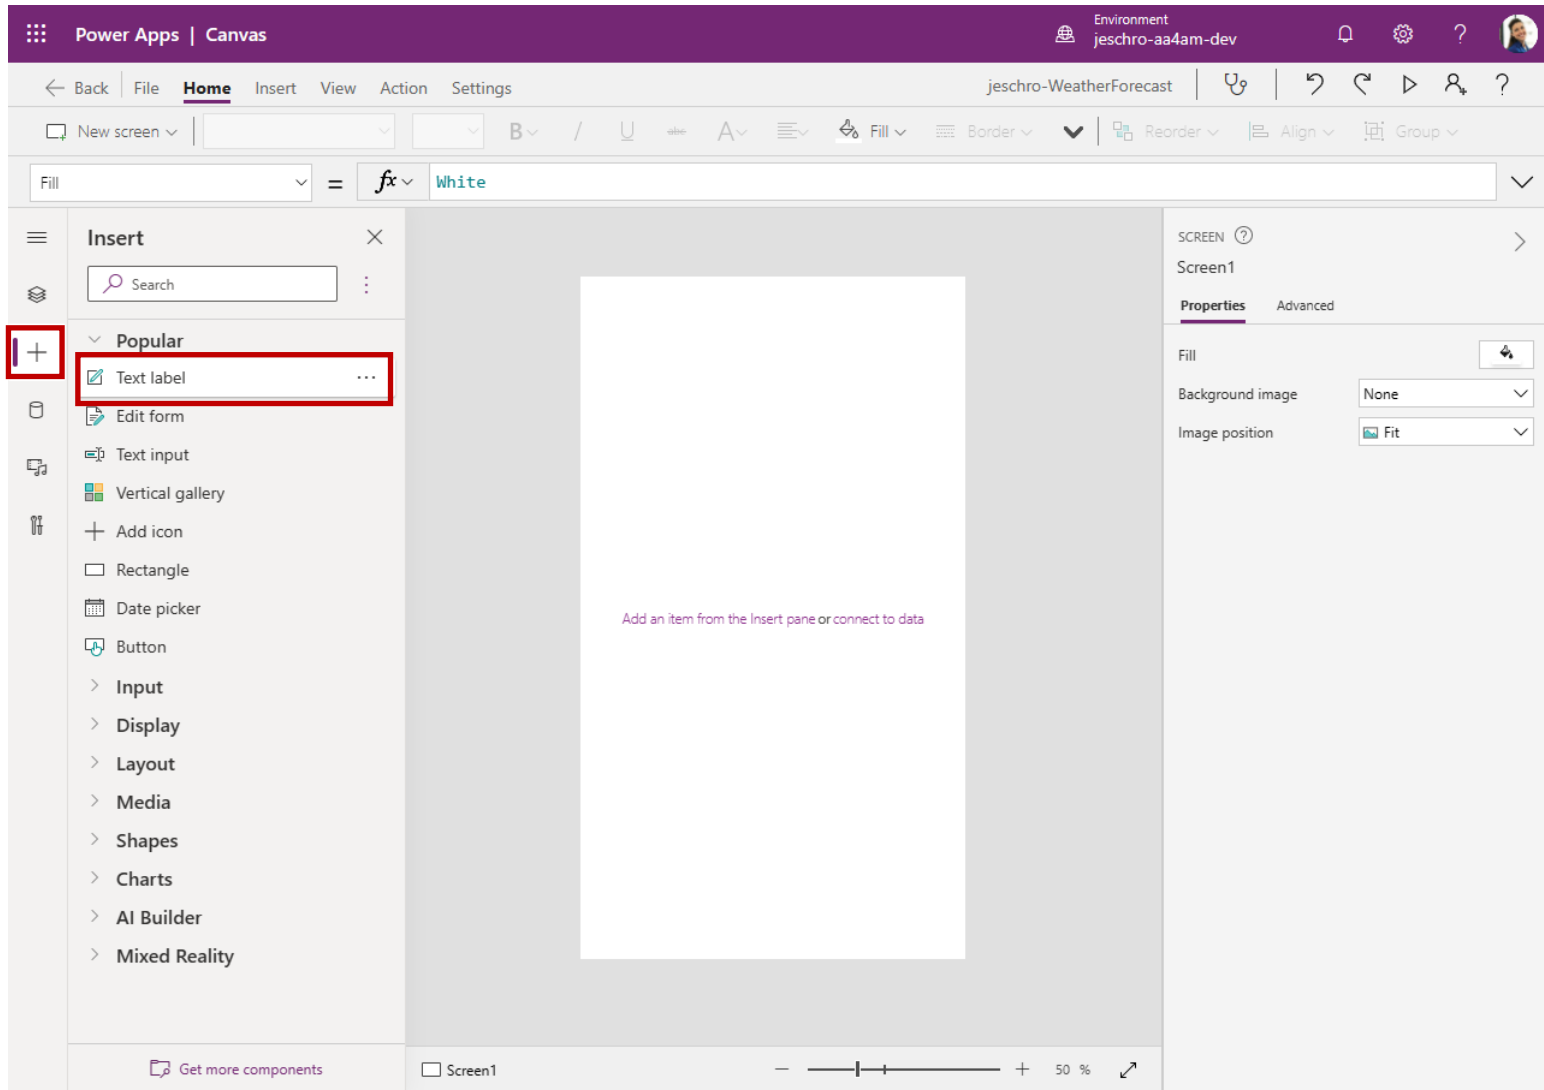 Power Apps | Canvas
Environment
jeschro-aa4am-dev
Back File Home Insert View Action Settings
jeschro-WeatherForecast
New screen
B / U abc A Fill Border Reorder Align Group
Fill = fx White
Insert
Search
Popular
Text label
Edit form
Text input
Vertical gallery
Add icon
Rectangle
Date picker
Button
Input
Display
Layout
Media
Shapes
Charts
AI Builder
Mixed Reality
Get more components
Add an item from the Insert pane or connect to data
Screen1
50 %
SCREEN
Screen1
Properties Advanced
Fill
Background image None
Image position Fit